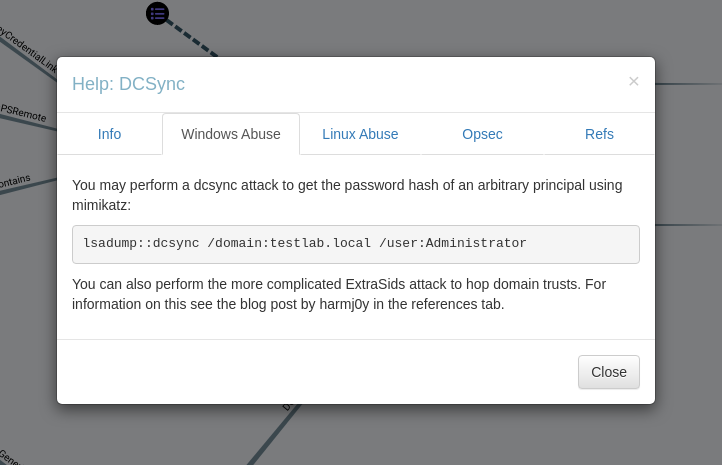 yCredentialLink
PSRemote
ontains
Help: DCSync
×
Info
Windows Abuse
Linux Abuse
Opsec
Refs
You may perform a dcsync attack to get the password hash of an arbitrary principal using
mimikatz:
lsadump::dcsync /domain:testlab.local /user:Administrator
You can also perform the more complicated ExtraSids attack to hop domain trusts. For
information on this see the blog post by harmj0y in the references tab.
Close
Gene